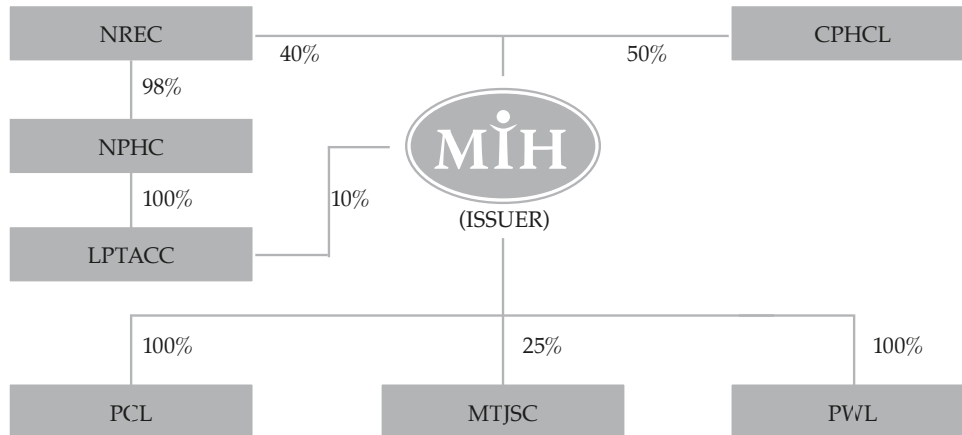 NREC
CPHCL
40%
50%
98%
MIH
NPHC
100%
10%
(ISSUER)
LPTACC
100%
25%
100%
PCL
MTJSC
PWL